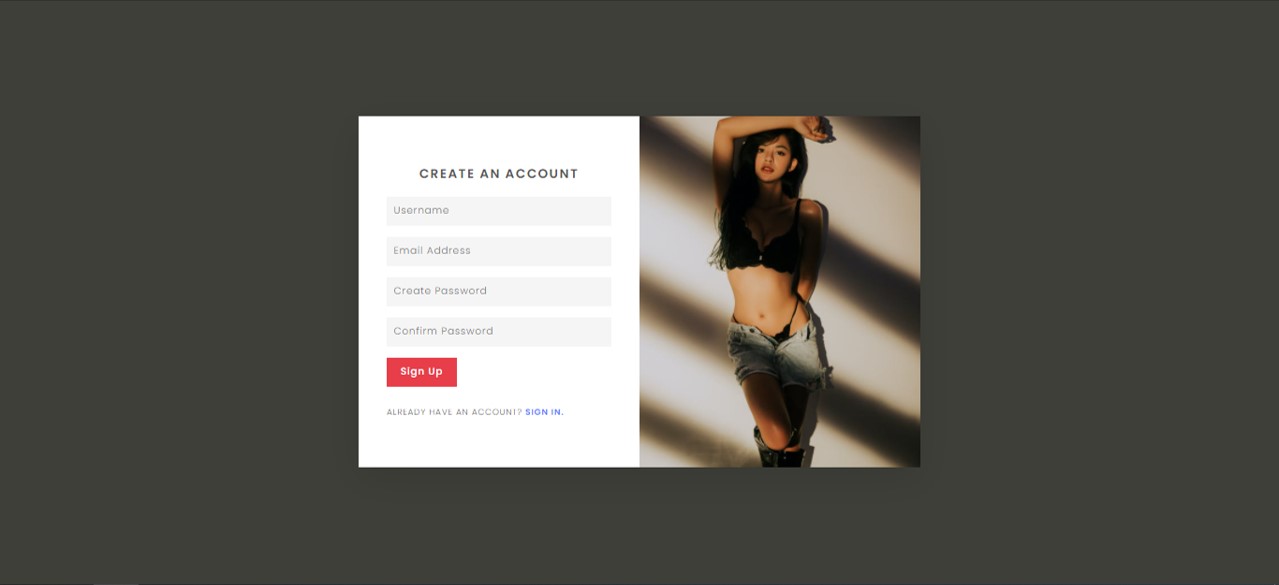 CREATE AN ACCOUNT
Username
Email Address
Create Password
Confirm Password
Sign Up
ALREADY HAVE AN ACCOUNT? SIGN IN.